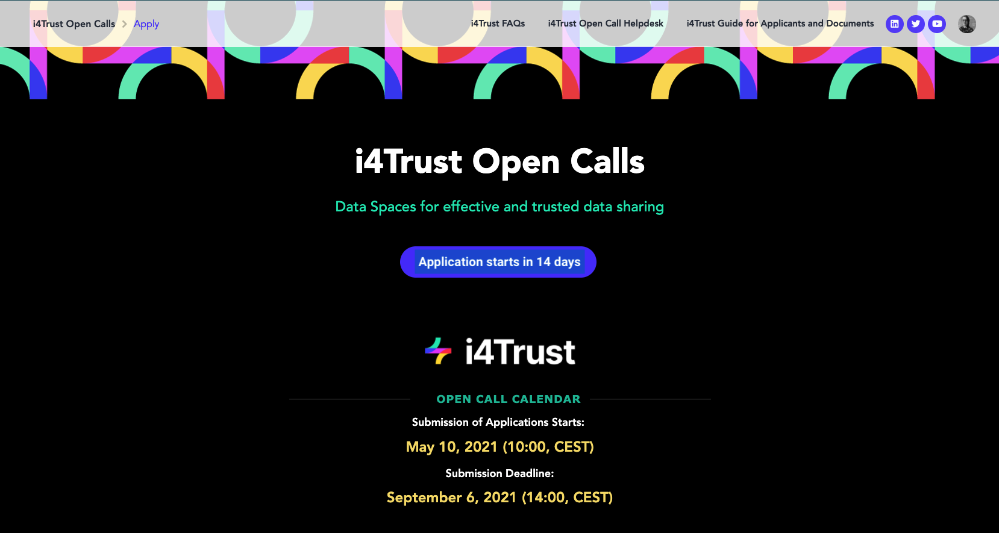 i4Trust Open Calls > Apply
i4Trust FAQs
i4Trust Open Call Helpdesk
i4Trust Guide for Applicants and Documents
i4Trust Open Calls
Data Spaces for effective and trusted data sharing
Application starts in 14 days
i4Trust
OPEN CALL CALENDAR
Submission of Applications Starts:
May 10, 2021 (10:00, CEST)
Submission Deadline:
September 6, 2021 (14:00, CEST)